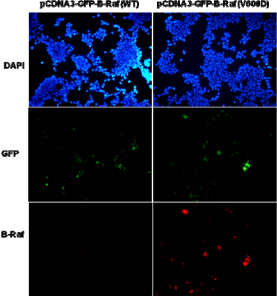 pCDNA3-GFP-B-Raf(WT) pCDNA3-GFP-B-Raf(V600D)
DAPI
GFP
B-Raf